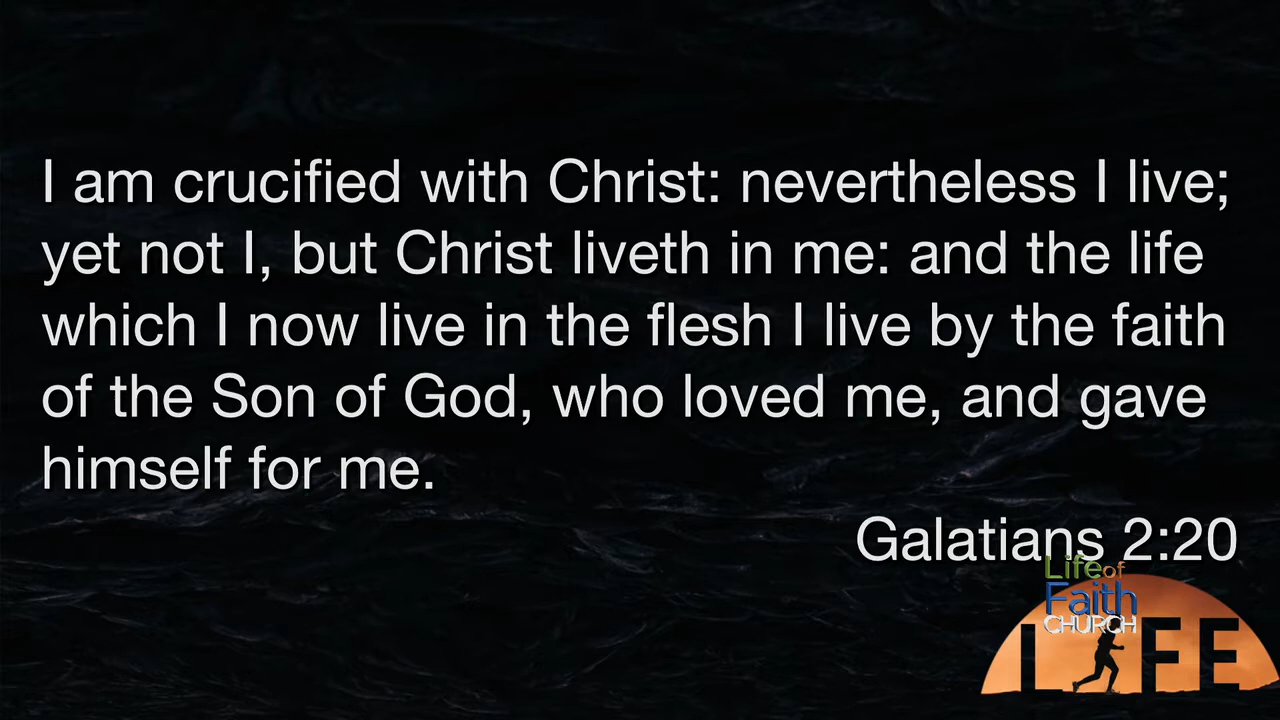 I am crucified with Christ: nevertheless I live;
yet not I, but Christ liveth in me: and the life
which I now live in the flesh I live by the faith
of the Son of God, who loved me, and gave
himself for me.
Galatians 2:20
Life of
Faith
CHURCH
LIFE